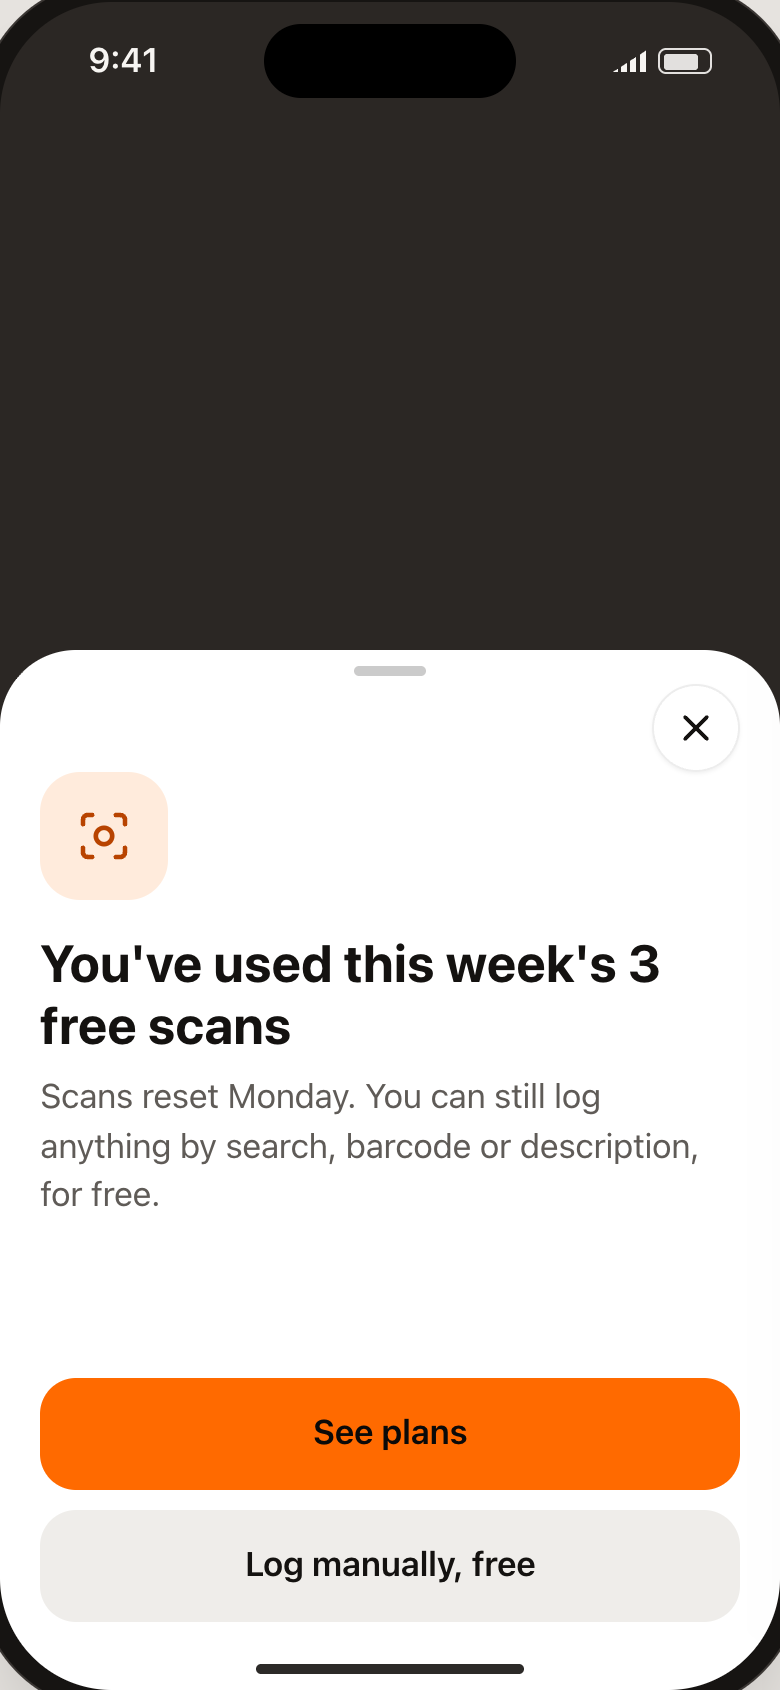 9:41
You've used this week's 3
free scans
Scans reset Monday. You can still log
anything by search, barcode or description,
for free.
See plans
Log manually, free